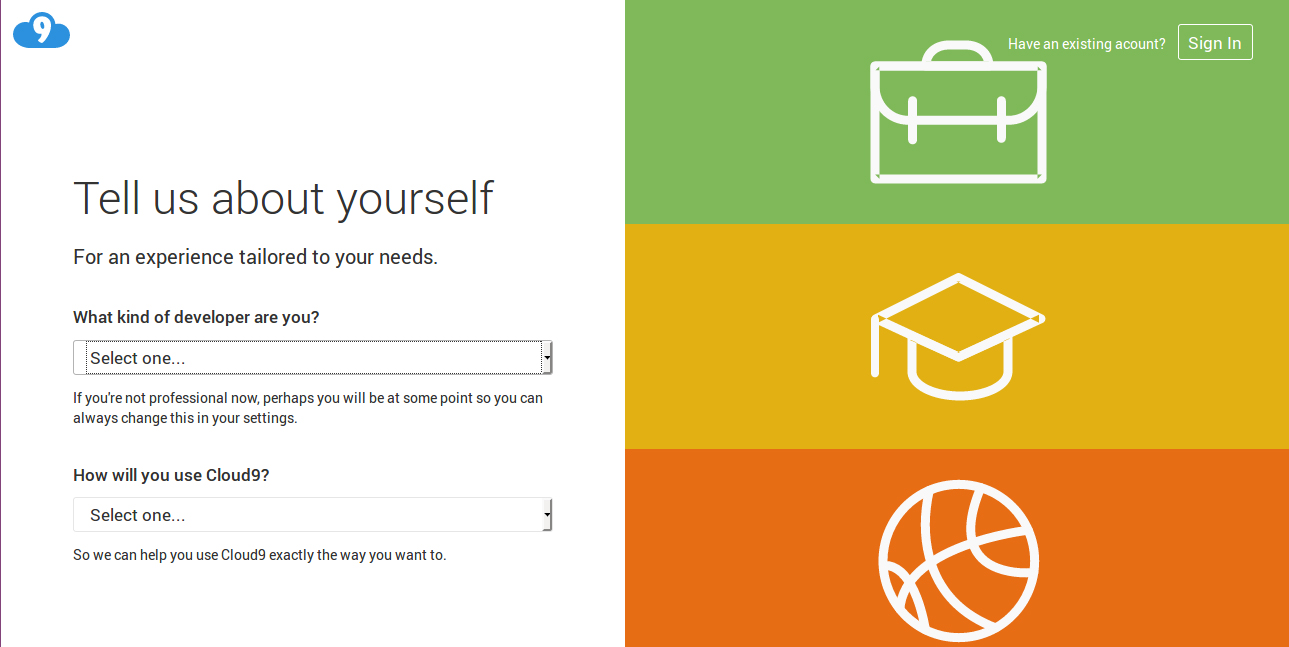 9
Have an existing acount?
Sign In
Tell us about yourself
For an experience tailored to your needs.
What kind of developer are you?
Select one...
If you're not professional now, perhaps you will be at some point so you can
always change this in your settings.
How will you use Cloud9?
Select one...
So we can help you use Cloud9 exactly the way you want to.